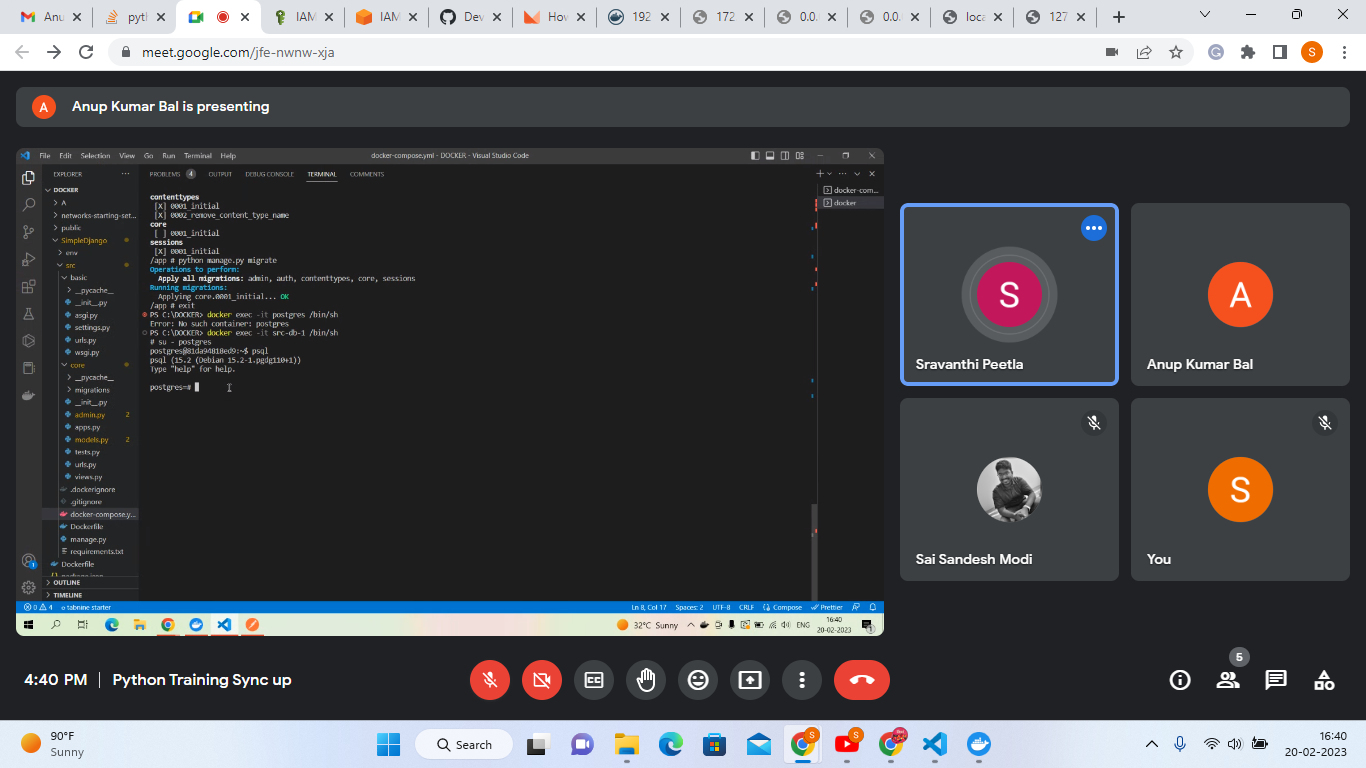 Anu
pyth
IAM
IAM
Dev
How
192
172
0.0.
0.0.
loca
127
meet.google.com/jfe-nwnw-xja
S
A
Anup Kumar Bal is presenting
File Edit Selection View Go Run Terminal Help
docker-compose.yml - DOCKER - Visual Studio Code
EXPLORER
DOCKER
A
networks-starting-set...
public
SimpleDjango
env
src
basic
__pycache__
__init__.py
asgi.py
settings.py
urls.py
wsgi.py
core
__pycache__
migrations
__init__.py
admin.py 2
apps.py
models.py 2
tests.py
urls.py
views.py
.dockerignore
.gitignore
docker-compose.y...
Dockerfile
manage.py
requirements.txt
Dockerfile
OUTLINE
TIMELINE
PROBLEMS 4 OUTPUT DEBUG CONSOLE TERMINAL COMMENTS
docker-com...
docker
contenttypes
[X] 0001_initial
[X] 0002_remove_content_type_name
core
[ ] 0001_initial
sessions
[X] 0001_initial
/app # python manage.py migrate
Operations to perform:
Apply all migrations: admin, auth, contenttypes, core, sessions
Running migrations:
Applying core.0001_initial... OK
/app # exit
PS C:\DOCKER> docker exec -it postgres /bin/sh
Error: No such container: postgres
PS C:\DOCKER> docker exec -it src-db-1 /bin/sh
# su - postgres
postgres@81da94818ed9:~$ psql
psql (15.2 (Debian 15.2-1.pgdg110+1))
Type "help" for help.
postgres=#
0 4 tabnine starter
Ln 8, Col 17 Spaces: 2 UTF-8 CRLF Compose Prettier
32°C Sunny
ENG
16:40
20-02-2023
1
S
Sravanthi Peetla
A
Anup Kumar Bal
Sai Sandesh Modi
S
You
4:40 PM | Python Training Sync up
5
90°F
Sunny
Search
16:40
20-02-2023